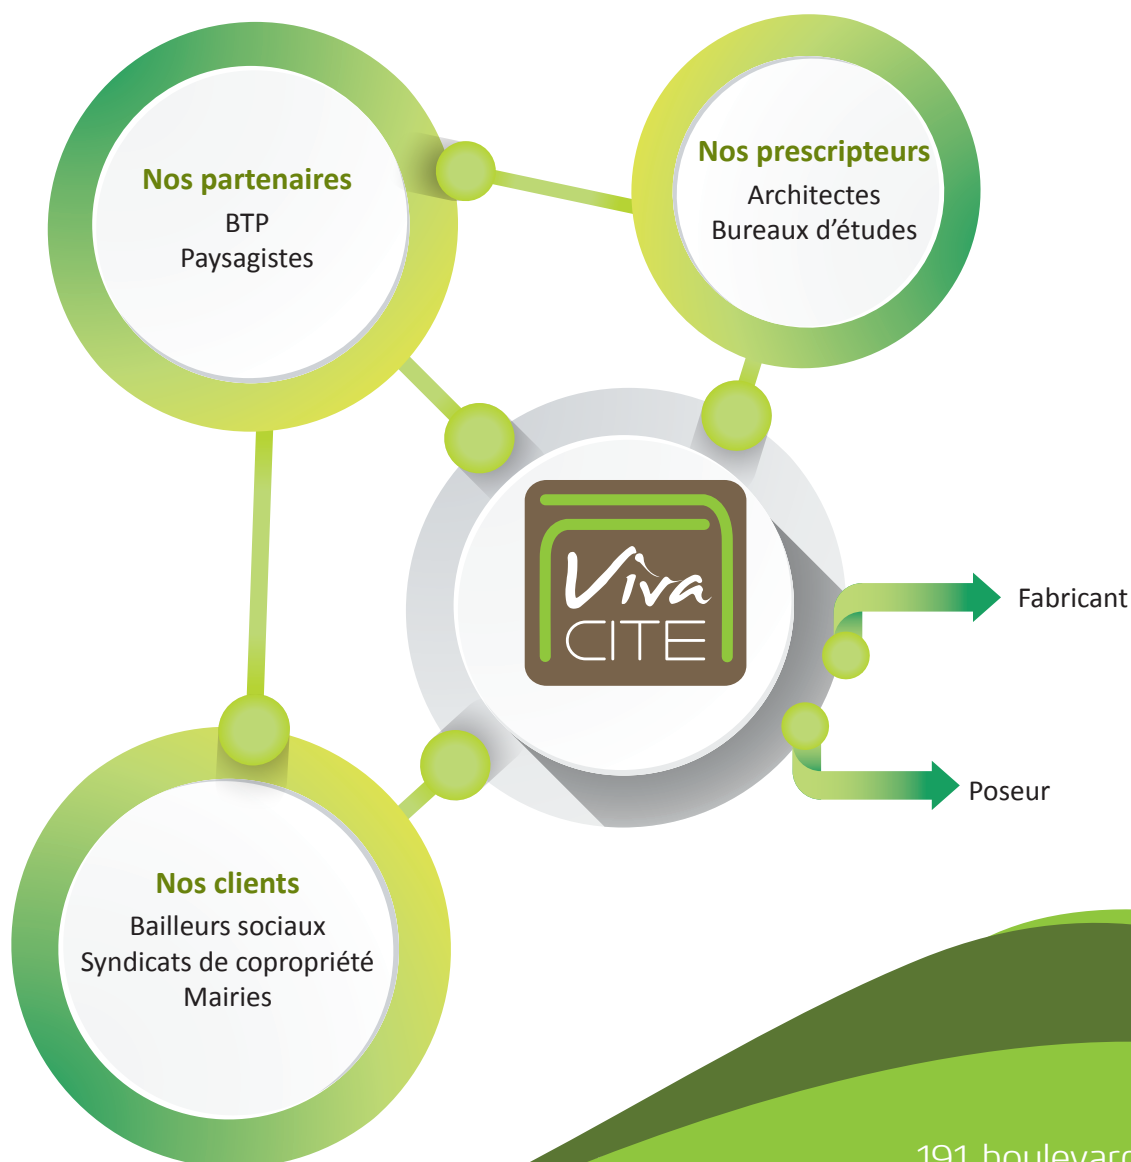 Nos partenaires
BTP
Paysagistes
Nos prescripteurs
Architectes
Bureaux d’études
Viva
CITE
Fabricant
Poseur
Nos clients
Bailleurs sociaux
Syndicats de copropriété
Mairies
191 boulevard